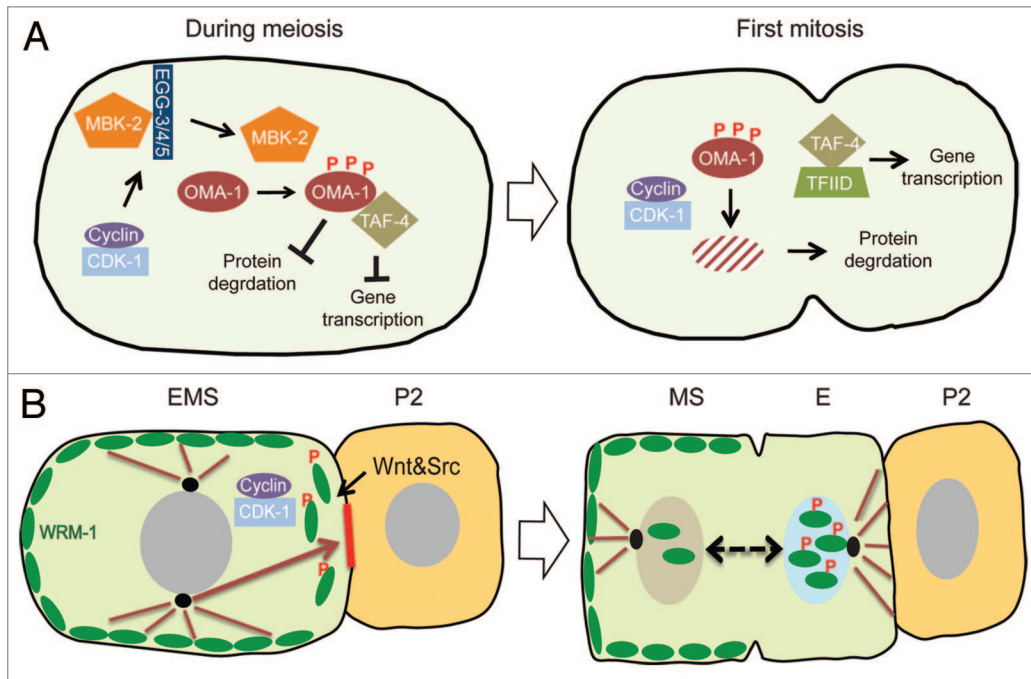 A
During meiosis
First mitosis
EGG-3/4/5
MBK-2
MBK-2
P P P
OMA-1
OMA-1
TAF-4
Cyclin
CDK-1
Protein
degrdation
Gene
transcription
P P P
OMA-1
TAF-4
TFIID
Gene
transcription
Cyclin
CDK-1
Protein
degrdation
B
EMS
P2
MS
E
P2
P
Wnt&Src
Cyclin
CDK-1
P
WRM-1
P
P
P
P
P